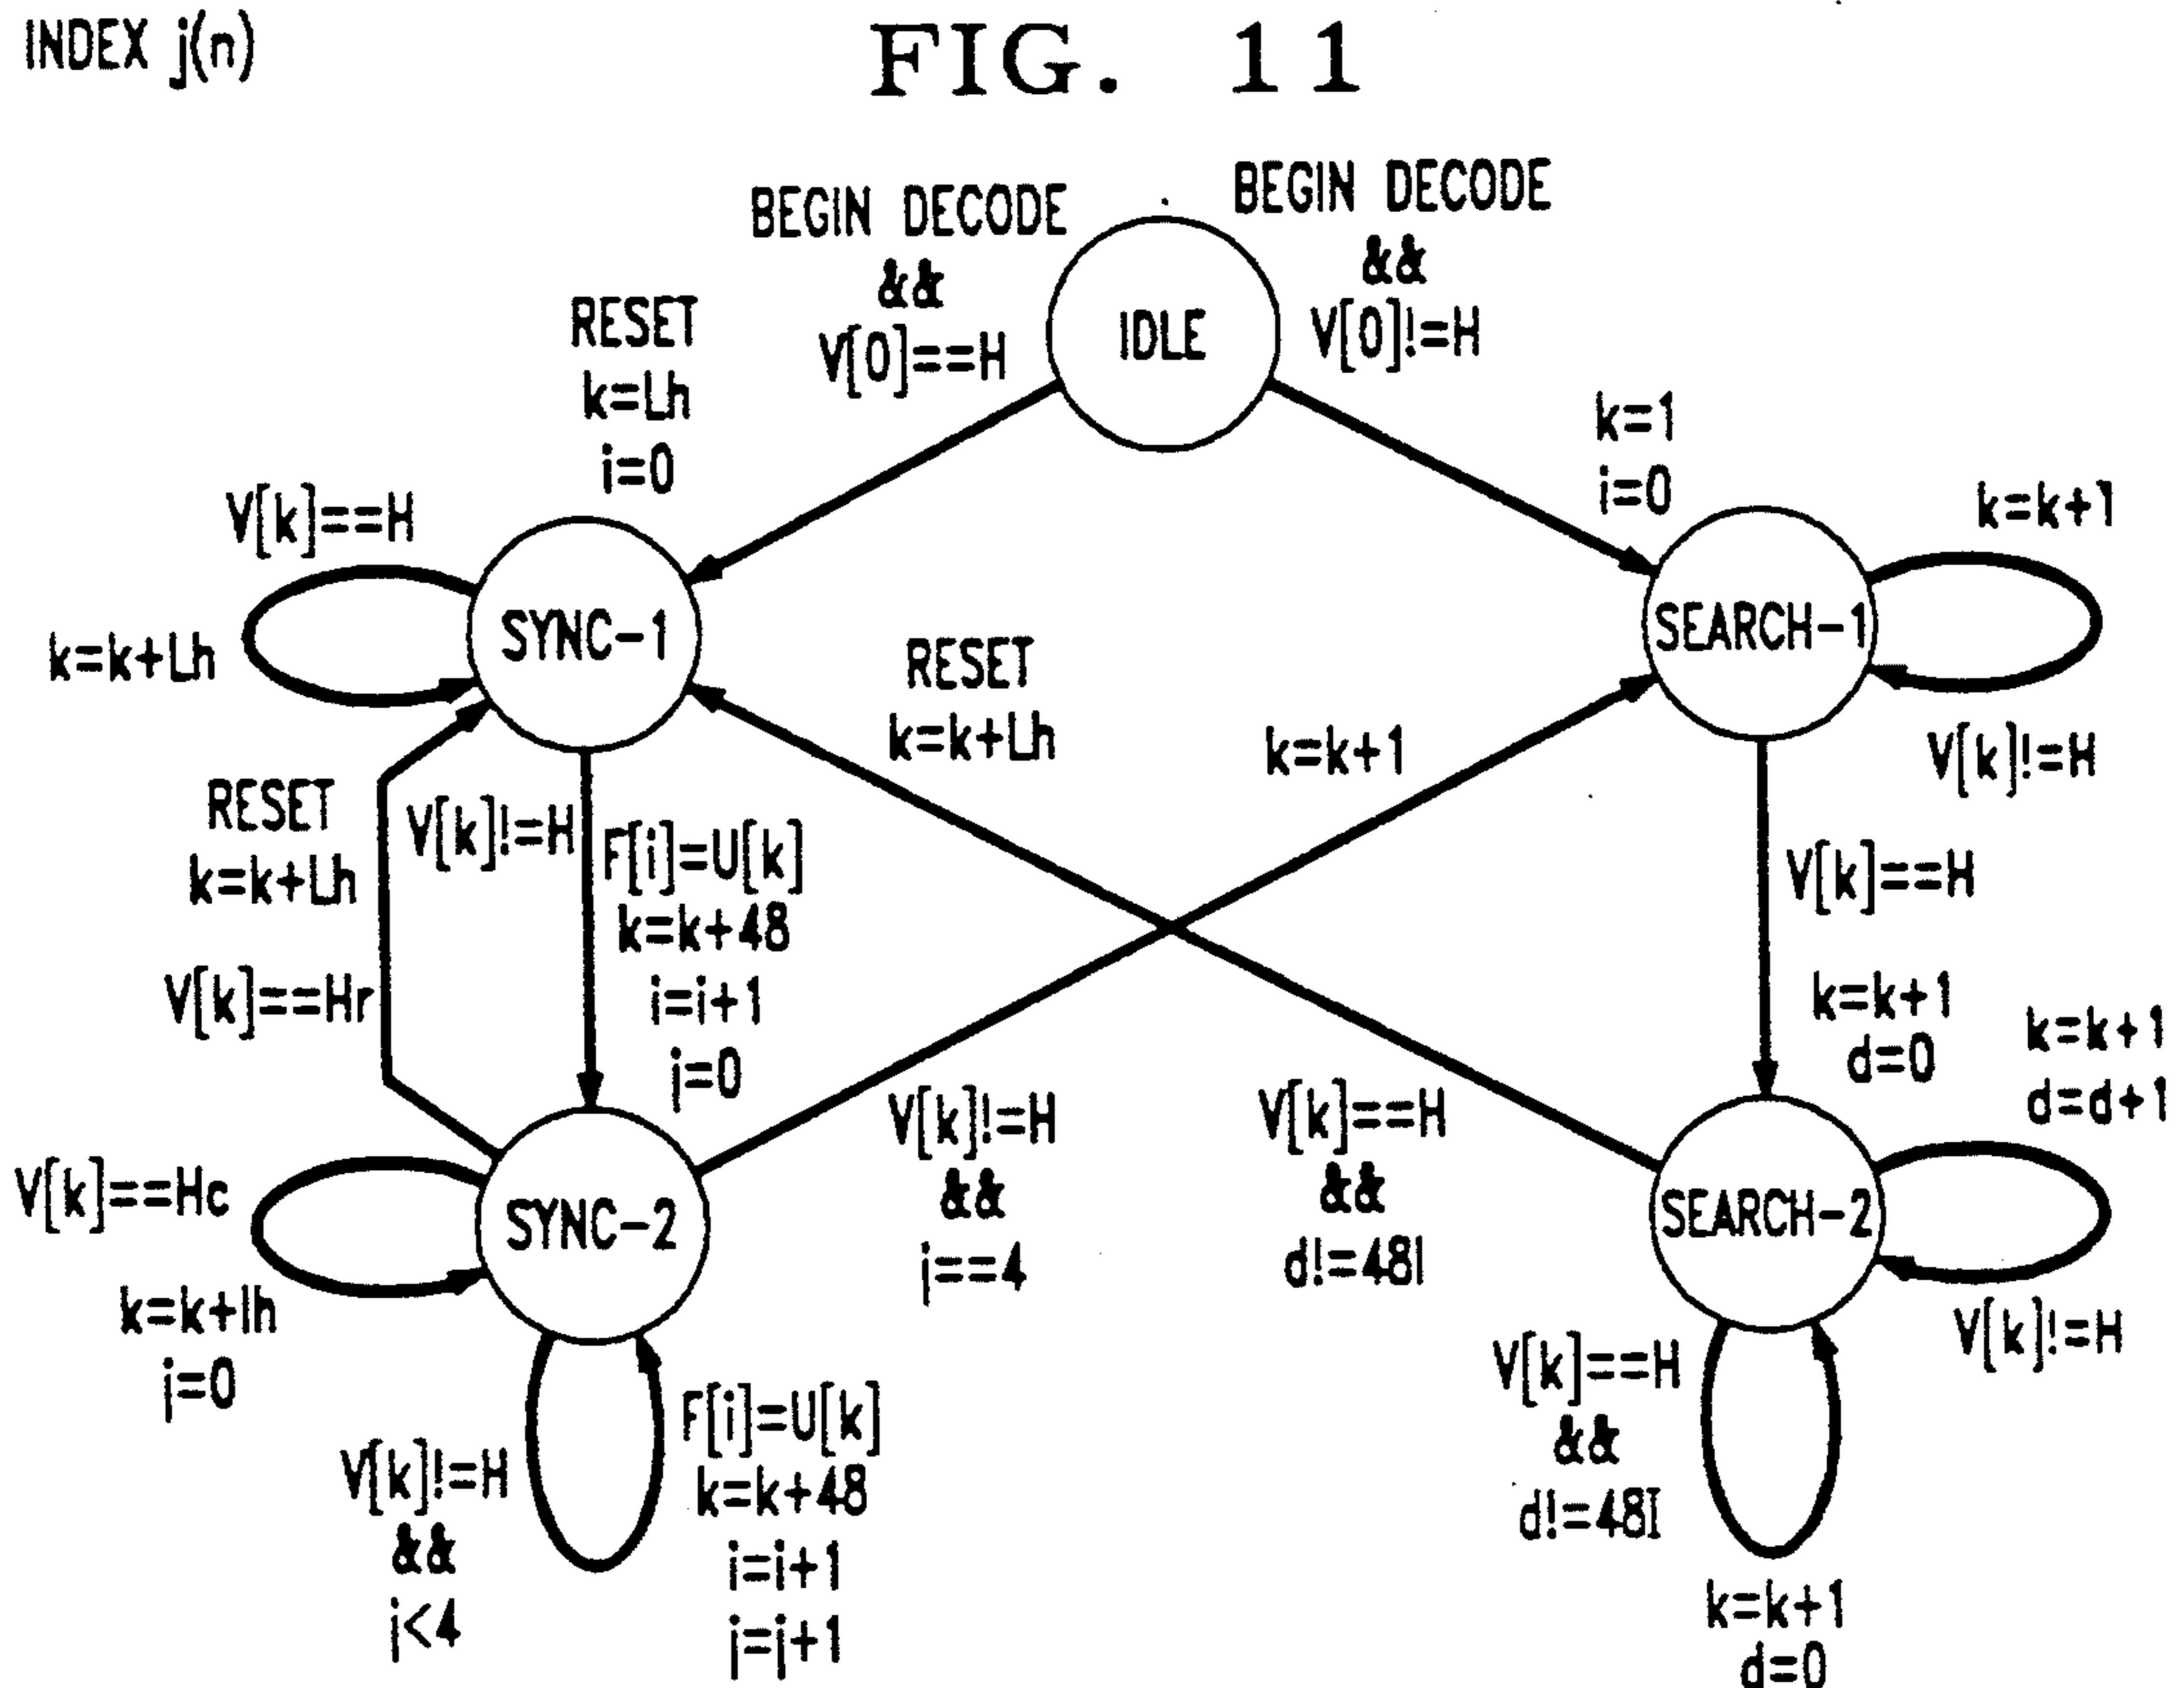 INDEX j(n)
FIG. 11
BEGIN DECODE
&&
V[0]==H
BEGIN DECODE
&&
V[0]!=H
IDLE
RESET
k=Lh
i=0
k=1
i=0
V[k]==H
k=k+Lh
SYNC-1
k=k+1
SEARCH-1
V[k]!=H
RESET
k=k+Lh
k=k+1
RESET
k=k+Lh
V[k]==Hr
V[k]!=H
F[i]=U[k]
k=k+48
i=i+1
j=0
V[k]==H
k=k+1
d=0
k=k+1
d=d+1
V[k]!=H
&&
j==4
V[k]==H
&&
d!=48l
V[k]==Hc
k=k+lh
j=0
SYNC-2
SEARCH-2
V[k]!=H
V[k]!=H
&&
j<4
F[i]=U[k]
k=k+48
i=i+1
j=j+1
V[k]==H
&&
d!=48I
k=k+1
d=0